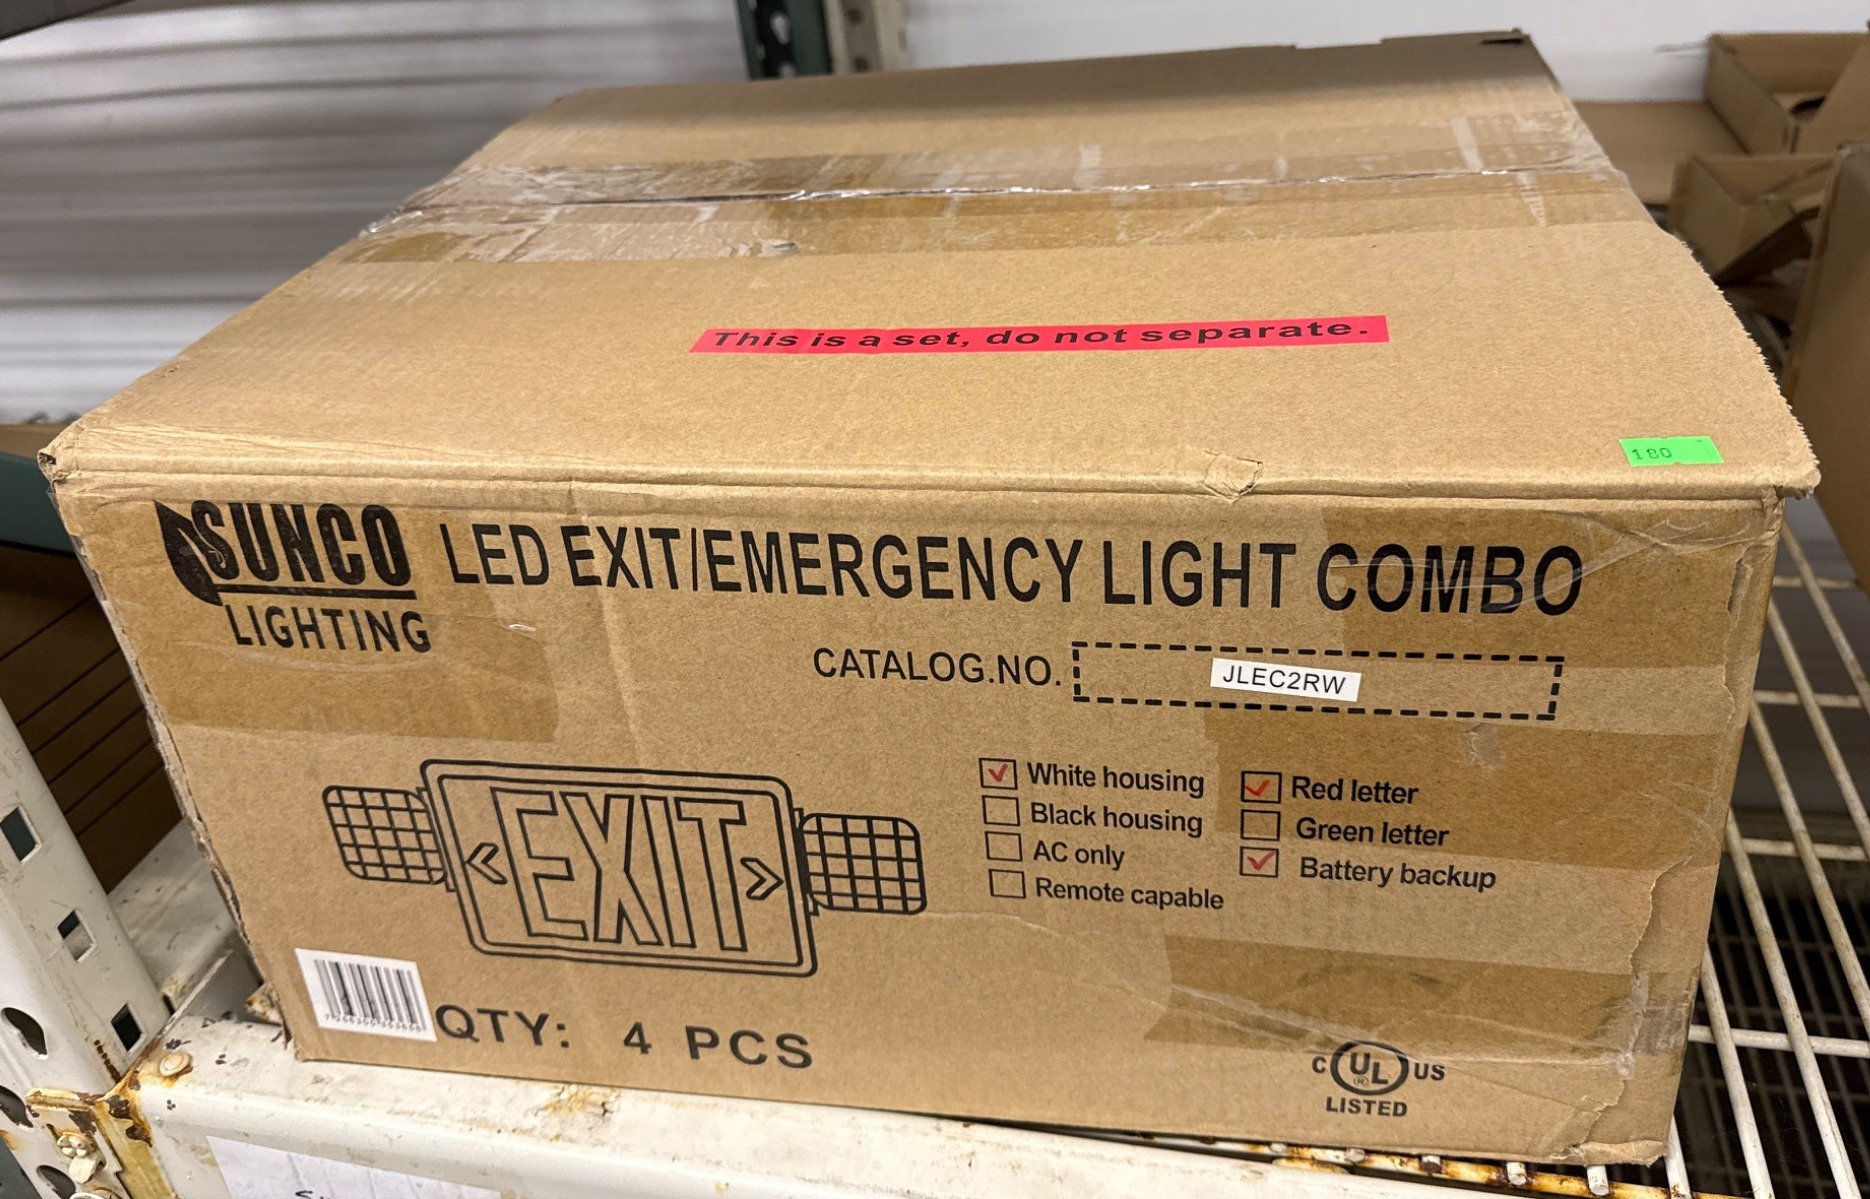 This is a set, do not separate.
180
SUNCO
LIGHTING
LED EXIT/EMERGENCY LIGHT COMBO
CATALOG.NO. JLEC2RW
White housing
Black housing
AC only
Remote capable
Red letter
Green letter
Battery backup
< EXIT >
QTY: 4 PCS
C UL® US
LISTED